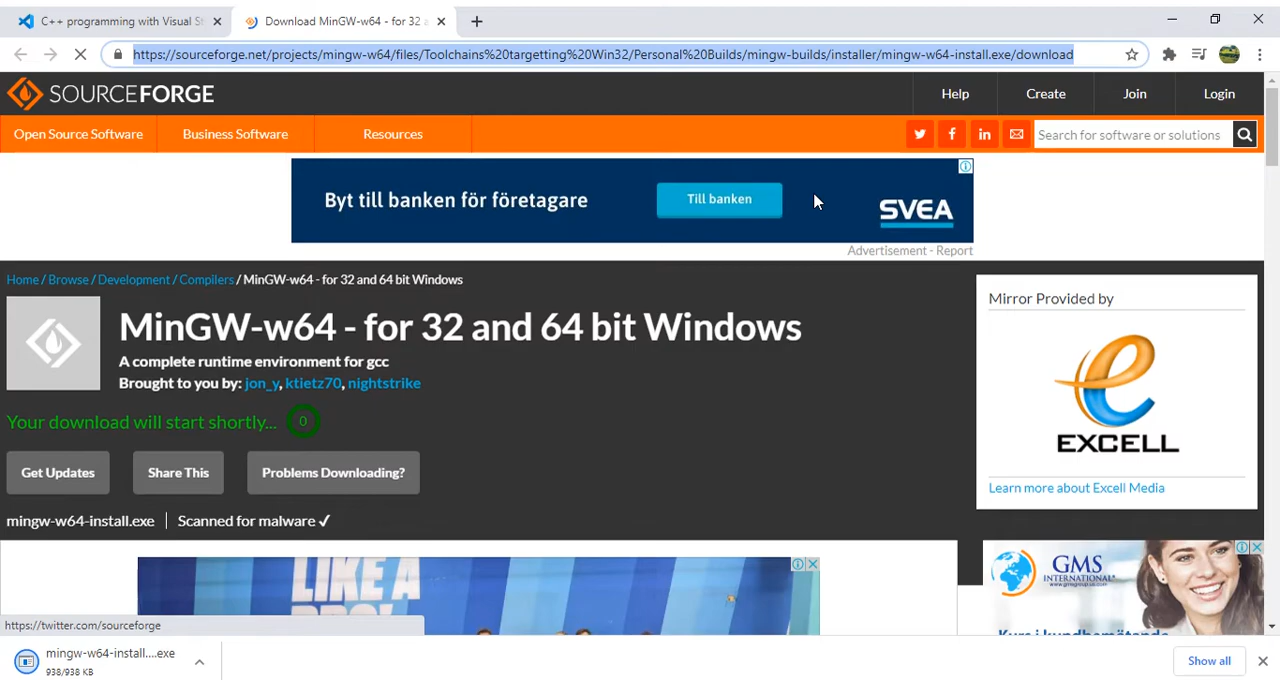 C++ programming with Visual St
Download MinGW-w64 - for 32 a
https://sourceforge.net/projects/mingw-w64/files/Toolchains%20targetting%20Win32/Personal%20Builds/mingw-builds/installer/mingw-w64-install.exe/download
SOURCEFORGE
Help
Create
Join
Login
Open Source Software
Business Software
Resources
Search for software or solutions
Byt till banken för företagare
Till banken
SVEA
Advertisement - Report
Home / Browse / Development / Compilers / MinGW-w64 - for 32 and 64 bit Windows
MinGW-w64 - for 32 and 64 bit Windows
A complete runtime environment for gcc
Brought to you by: jon_y, ktietz70, nightstrike
Your download will start shortly... 0
Get Updates
Share This
Problems Downloading?
mingw-w64-install.exe
Scanned for malware ✓
Mirror Provided by
EXCELL
Learn more about Excell Media
LIKE A
GMS
INTERNATIONAL
Kurs i kundbemötande
https://twitter.com/sourceforge
mingw-w64-install....exe
938/938 KB
Show all